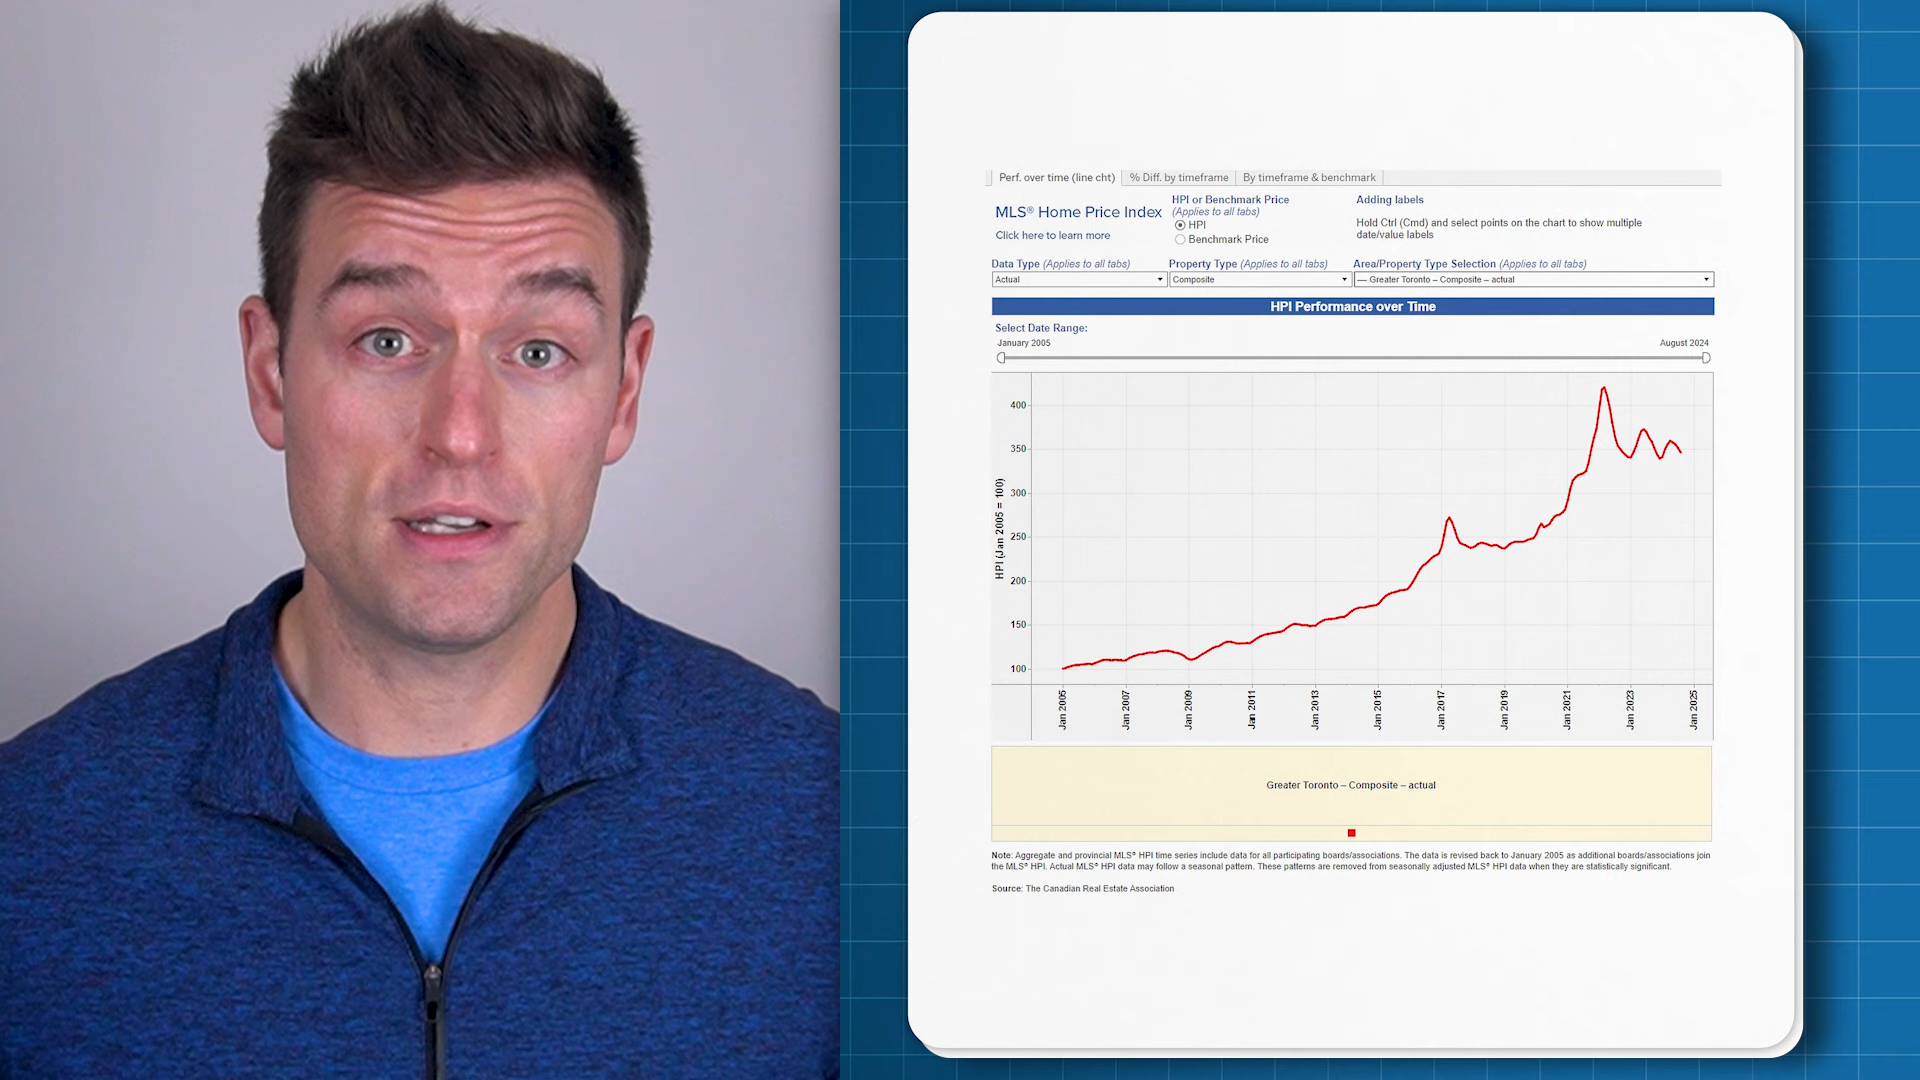 Perf. over time (line cht)
% Diff. by timeframe
By timeframe & benchmark
MLS® Home Price Index
Click here to learn more
HPI or Benchmark Price
(Applies to all tabs)
HPI
Benchmark Price
Adding labels
Hold Ctrl (Cmd) and select points on the chart to show multiple
date/value labels
Data Type (Applies to all tabs)
Property Type (Applies to all tabs)
Area/Property Type Selection (Applies to all tabs)
Actual
Composite
— Greater Toronto – Composite – actual
HPI Performance over Time
Select Date Range:
January 2005
August 2024
HPI (Jan 2005 = 100)
400
350
300
250
200
150
100
Jan 2005
Jan 2007
Jan 2009
Jan 2011
Jan 2013
Jan 2015
Jan 2017
Jan 2019
Jan 2021
Jan 2023
Jan 2025
Greater Toronto – Composite – actual
Note: Aggregate and provincial MLS® HPI time series include data for all participating boards/associations. The data is revised back to January 2005 as additional boards/associations join
the MLS® HPI. Actual MLS® HPI data may follow a seasonal pattern. These patterns are removed from seasonally adjusted MLS® HPI data when they are statistically significant.
Source: The Canadian Real Estate Association